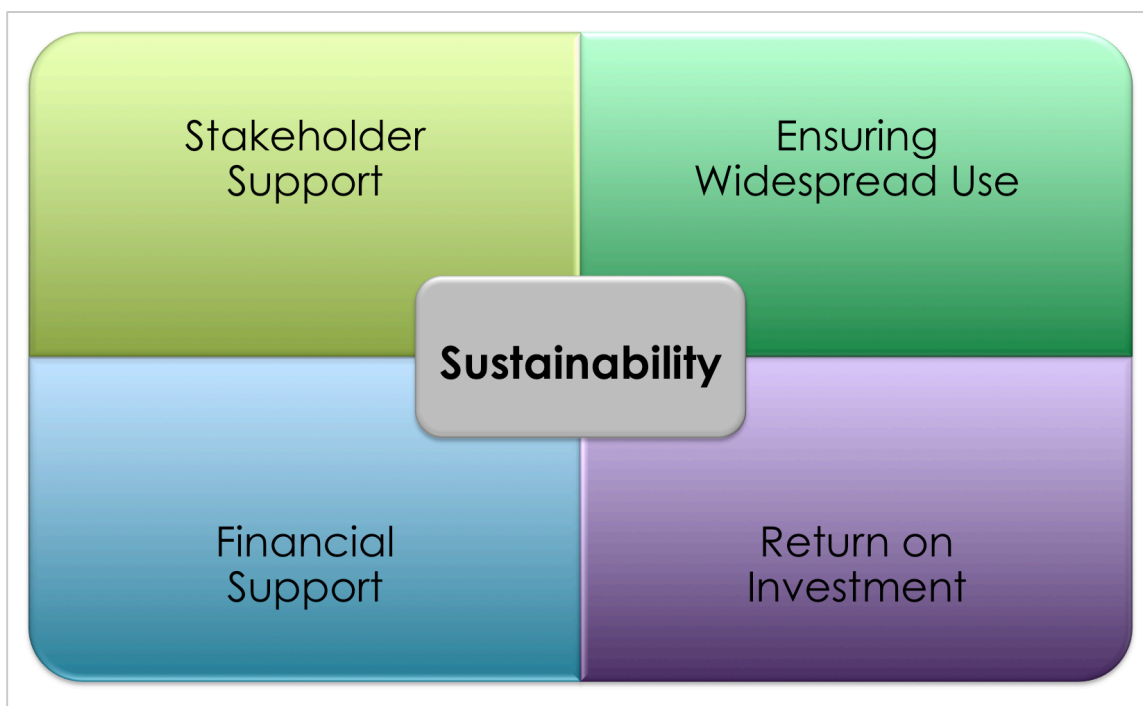 Stakeholder
Support
Ensuring
Widespread Use
Sustainability
Financial
Support
Return on
Investment